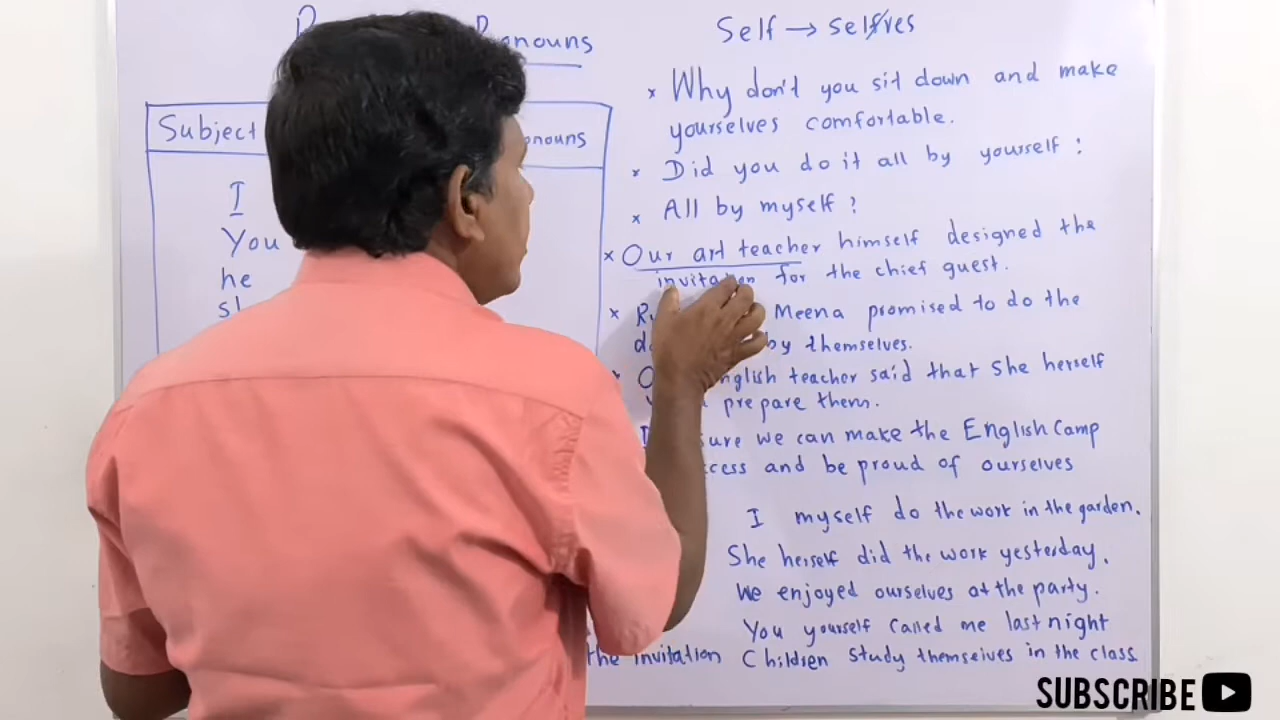 Pronouns
Self → selfves
Subject
onouns
I
You
he
× Why don't you sit down and make
yourselves comfortable.
× Did you do it all by yourself :
× All by myself ?
× Our art teacher himself designed the
invitation for the chief guest.
× Meena promised to do the
by themselves.
English teacher said that she herself
prepare them.
sure we can make the English Camp
and be proud of ourselves
I myself do the work in the garden.
She herself did the work yesterday.
We enjoyed ourselves at the party.
You yourself called me last night
the invitation Children study themselves in the class
SUBSCRIBE